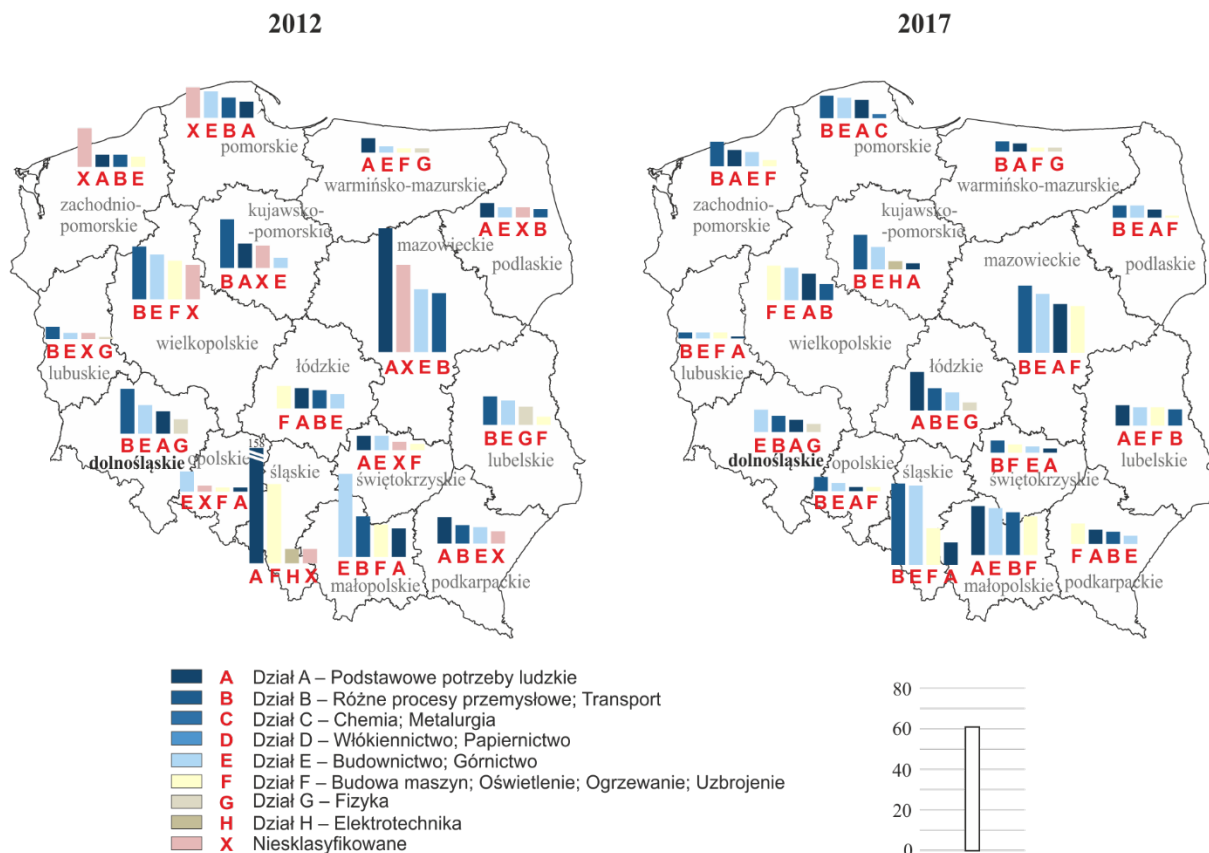 2012
2017
X E B A
pomorskie
X A B E
zachodnio-
pomorskie
A E F G
warmińsko-mazurskie
kujawsko-
-pomorskie
B A X E
A E X B
podlaskie
mazowieckie
A X E B
B E F X
wielkopolskie
B E X G
lubuskie
łódzkie
F A B E
B E G F
lubelskie
B E A G
dolnośląskie
opolskie
E X F A
158
śląskie
A F H X
A E X F
świętokrzyskie
E B F A
małopolskie
A B E X
podkarpackie
B E A C
pomorskie
B A E F
zachodnio-
pomorskie
B A F G
warmińsko-mazurskie
kujawsko-
-pomorskie
B E H A
B E A F
podlaskie
mazowieckie
B E A F
F E A B
wielkopolskie
B E F A
lubuskie
łódzkie
A B E G
A E F B
lubelskie
E B A G
dolnośląskie
opolskie
B E A F
śląskie
B E F A
B F E A
świętokrzyskie
A E B F
małopolskie
F A B E
podkarpackie
A Dział A – Podstawowe potrzeby ludzkie
B Dział B – Różne procesy przemysłowe; Transport
C Dział C – Chemia; Metalurgia
D Dział D – Włókiennictwo; Papiernictwo
E Dział E – Budownictwo; Górnictwo
F Dział F – Budowa maszyn; Oświetlenie; Ogrzewanie; Uzbrojenie
G Dział G – Fizyka
H Dział H – Elektrotechnika
X Niesklasyfikowane
80
60
40
20
0